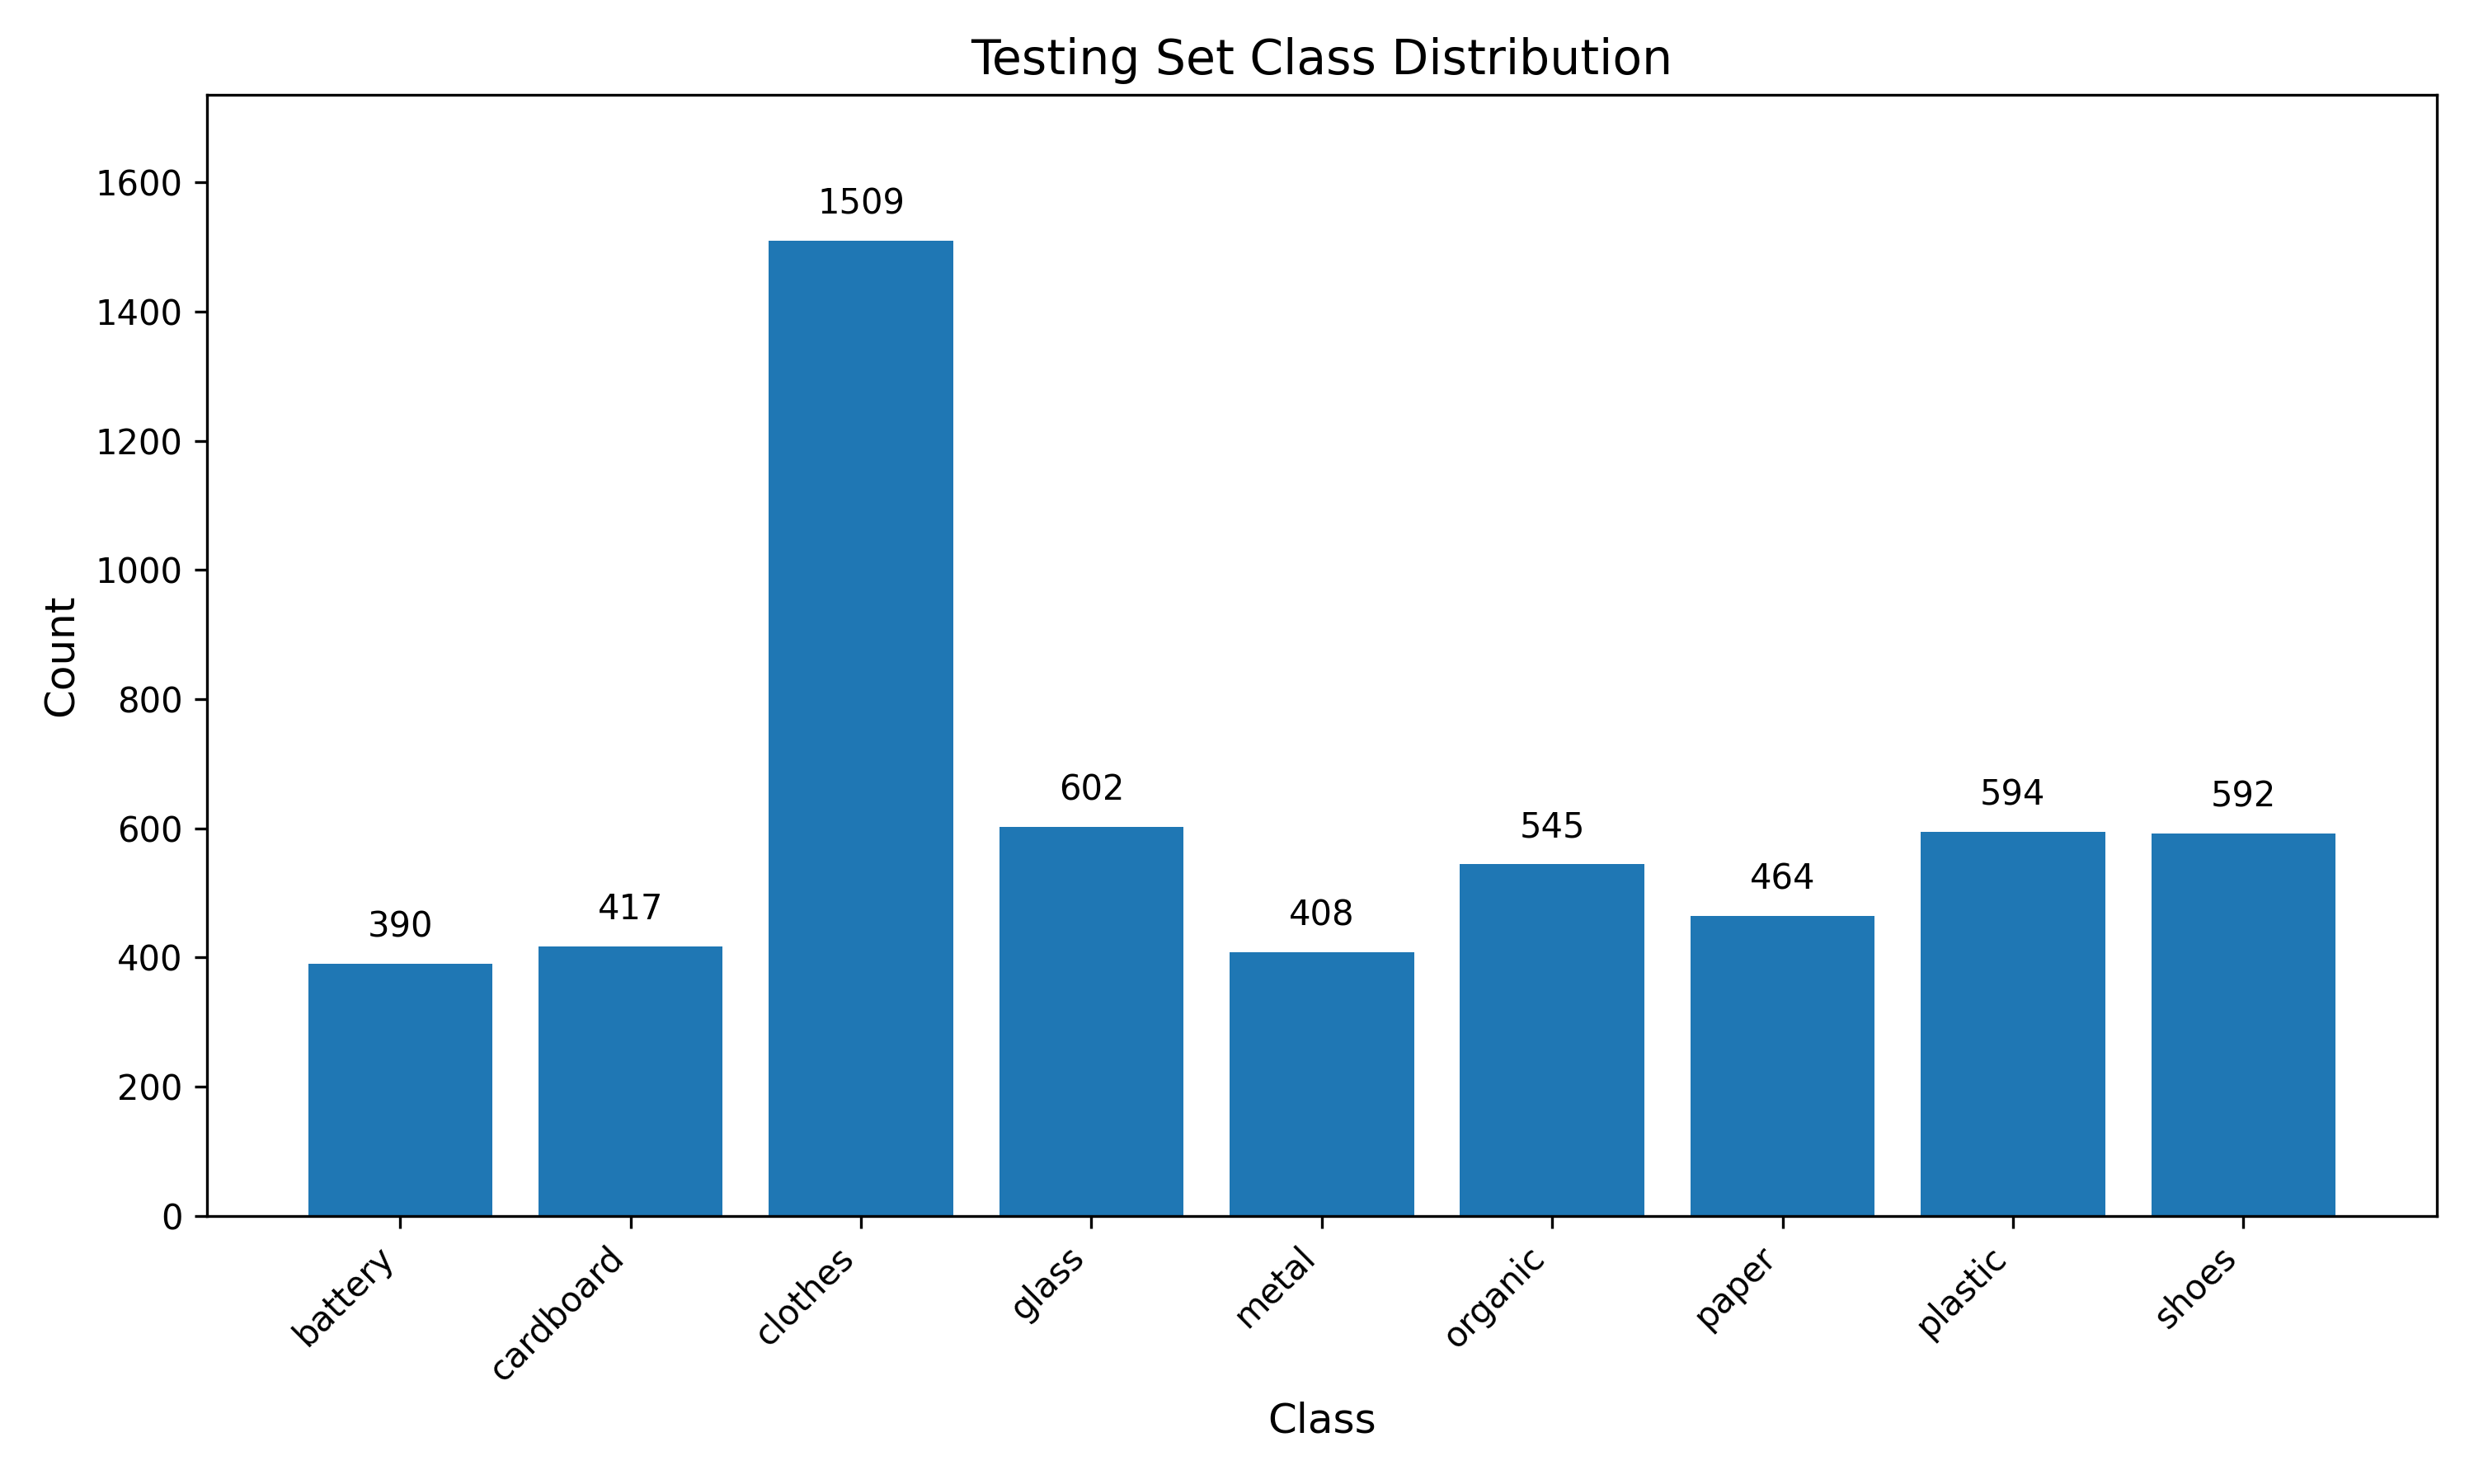 Testing Set Class Distribution
Count
1600
1400
1200
1000
800
600
400
200
0
390
417
1509
602
408
545
464
594
592
battery
cardboard
clothes
glass
metal
organic
paper
plastic
shoes
Class